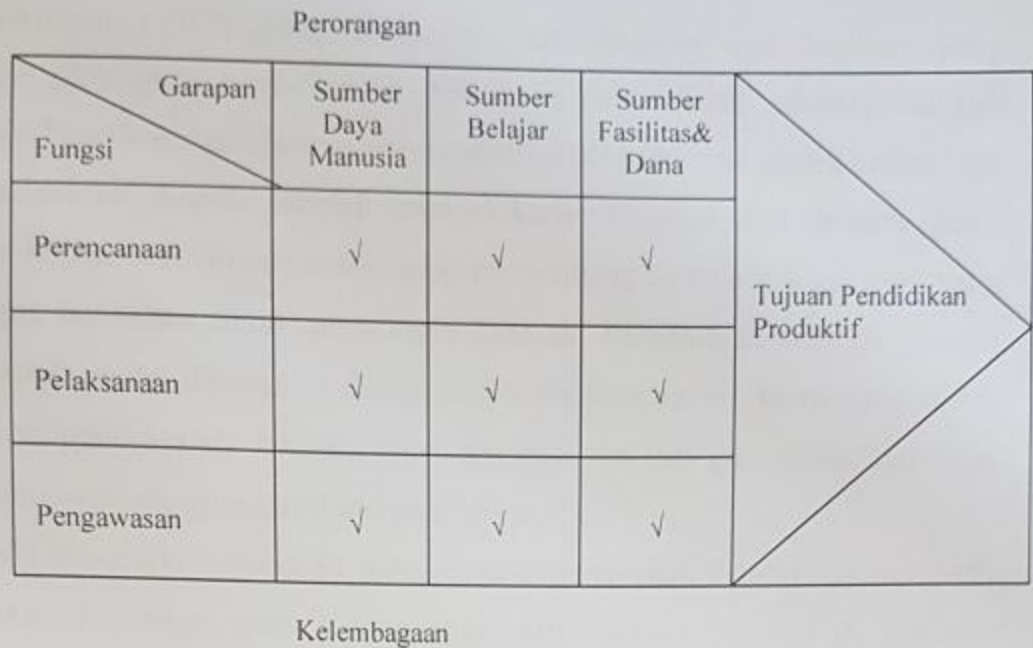 Perorangan
Garapan
Fungsi
Sumber
Daya
Manusia
Sumber
Belajar
Sumber
Fasilitas&
Dana
Perencanaan √ √ √
Tujuan Pendidikan
Produktif
Pelaksanaan √ √ √
Pengawasan √ √ √
Kelembagaan